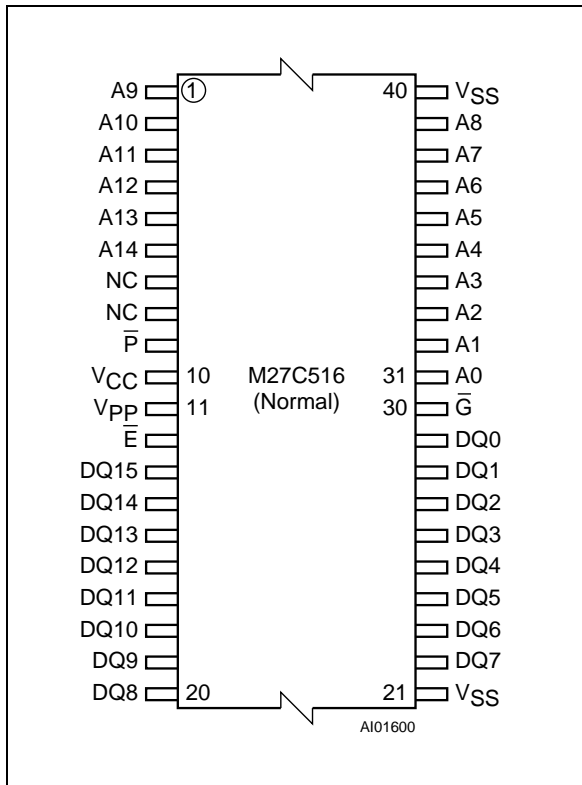 A9 1 40 VSS
A10 A8
A11 A7
A12 A6
A13 A5
A14 A4
NC A3
NC A2
P̅ A1
VCC 10 M27C516 31 A0
VPP 11 (Normal) 30 G̅
E̅ DQ0
DQ15 DQ1
DQ14 DQ2
DQ13 DQ3
DQ12 DQ4
DQ11 DQ5
DQ10 DQ6
DQ9 DQ7
DQ8 20 21 VSS
AI01600